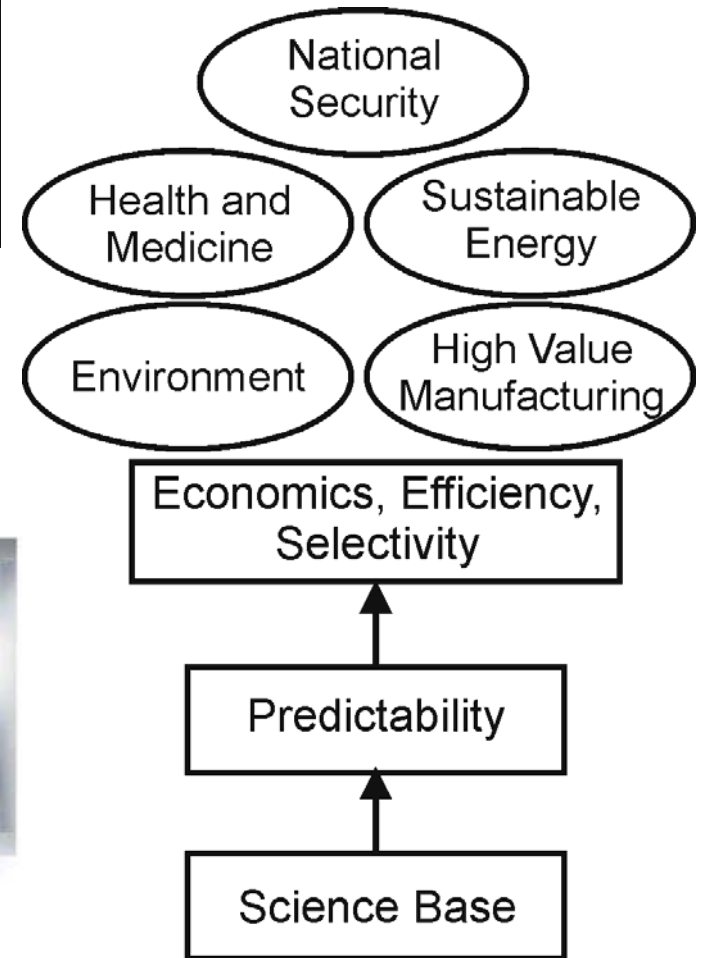 National
Security
Health and
Medicine
Sustainable
Energy
Environment
High Value
Manufacturing
Economics, Efficiency,
Selectivity
Predictability
Science Base